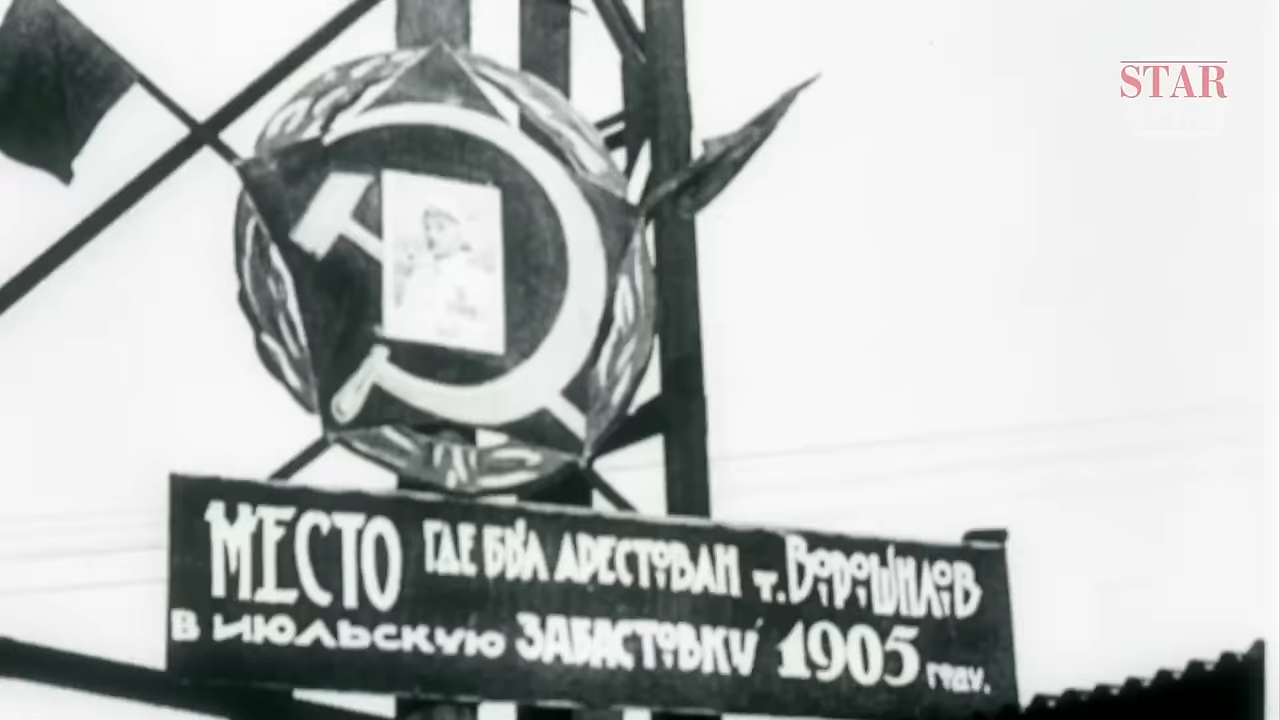 STAR
МЕСТО ГДЕ БЫЛ АРЕСТОВАН т. ВОРОШИЛОВ
В ИЮЛЬСКУЮ ЗАБАСТОВКУ 1905 году.